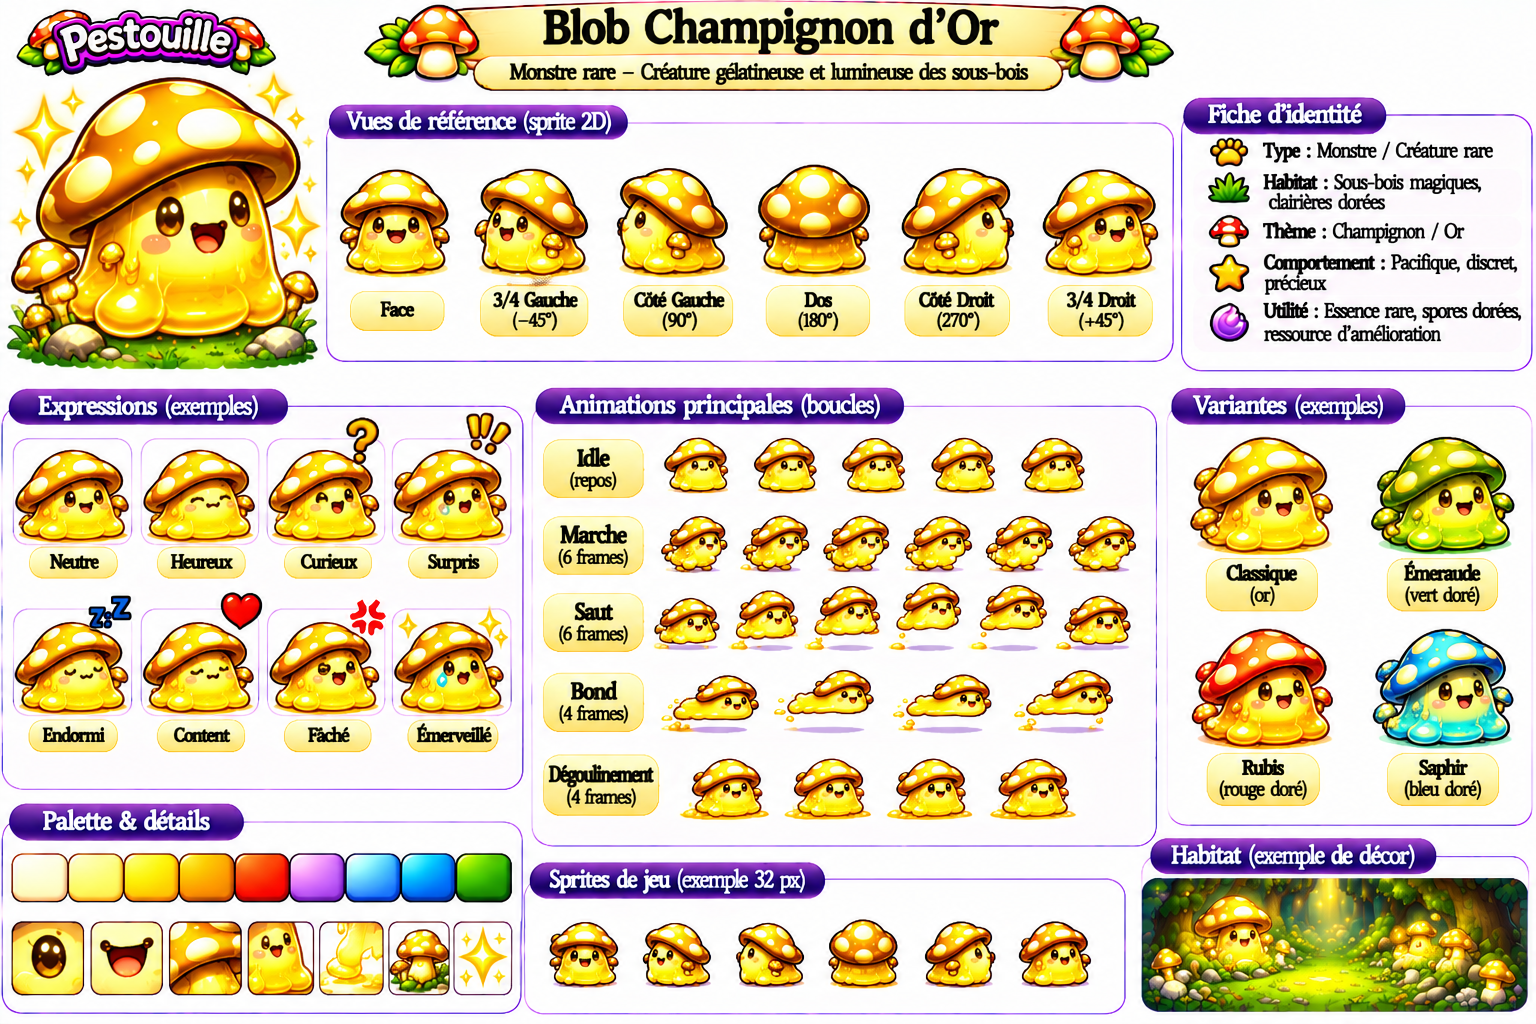 Pestouille
Blob Champignon d'Or
Monstre rare – Créature gélatineuse et lumineuse des sous-bois
Vues de référence (sprite 2D)
Face
3/4 Gauche
(−45°)
Côté Gauche
(90°)
Dos
(180°)
Côté Droit
(270°)
3/4 Droit
(+45°)
Fiche d'identité
Type : Monstre / Créature rare
Habitat : Sous-bois magiques,
clairières dorées
Thème : Champignon / Or
Comportement : Pacifique, discret,
précieux
Utilité : Essence rare, spores dorées,
ressource d'amélioration
Expressions (exemples)
?
!!!
Neutre
Heureux
Curieux
Surpris
z:z
Endormi
Content
Fâché
Émerveillé
Animations principales (boucles)
Idle
(repos)
Marche
(6 frames)
Saut
(6 frames)
Bond
(4 frames)
Dégoulinement
(4 frames)
Variantes (exemples)
Classique
(or)
Émeraude
(vert doré)
Rubis
(rouge doré)
Saphir
(bleu doré)
Palette & détails
Sprites de jeu (exemple 32 px)
Habitat (exemple de décor)